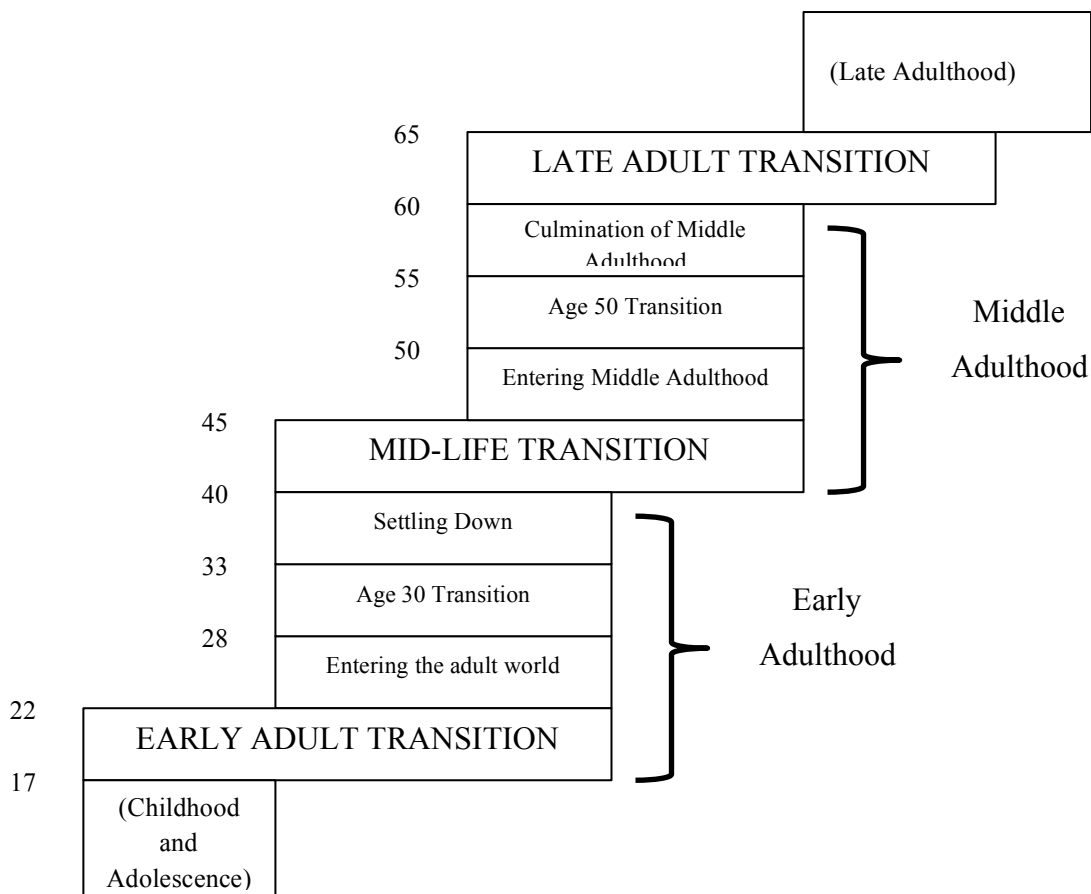 (Late Adulthood)
65
LATE ADULT TRANSITION
60
Culmination of Middle
Adulthood
55
Age 50 Transition
50
Entering Middle Adulthood
Middle
Adulthood
45
MID-LIFE TRANSITION
40
Settling Down
33
Age 30 Transition
28
Entering the adult world
Early
Adulthood
22
EARLY ADULT TRANSITION
17
(Childhood
and
Adolescence)